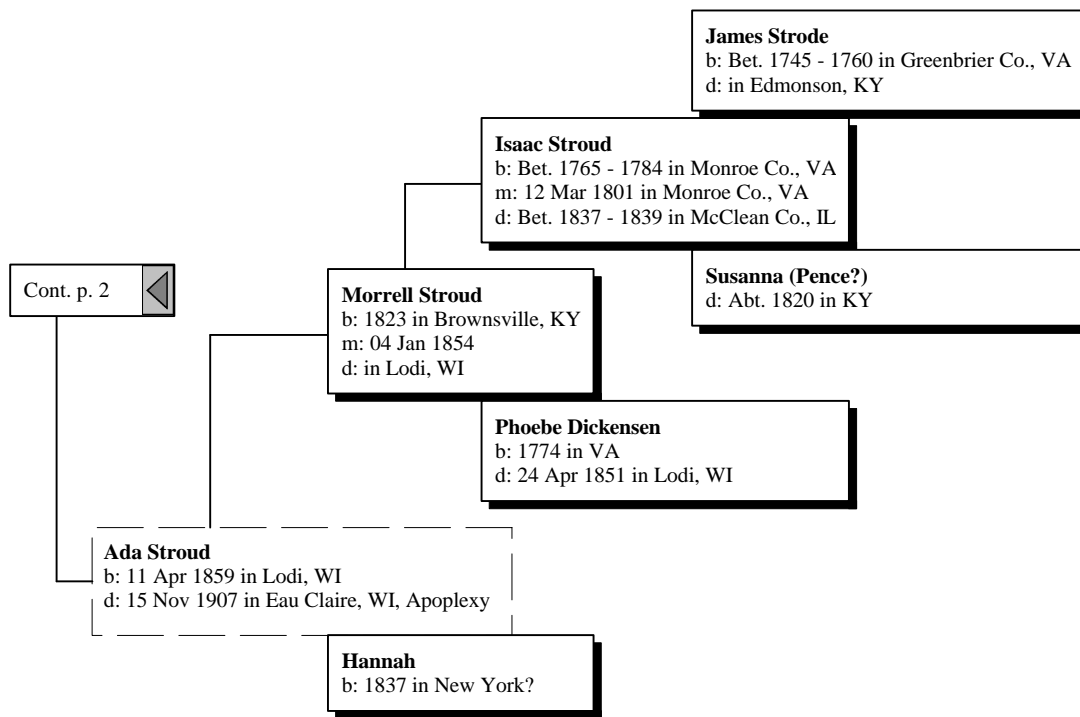 James Strode
b: Bet. 1745 - 1760 in Greenbrier Co., VA
d: in Edmonson, KY
Isaac Stroud
b: Bet. 1765 - 1784 in Monroe Co., VA
m: 12 Mar 1801 in Monroe Co., VA
d: Bet. 1837 - 1839 in McClean Co., IL
Susanna (Pence?)
d: Abt. 1820 in KY
Cont. p. 2
Morrell Stroud
b: 1823 in Brownsville, KY
m: 04 Jan 1854
d: in Lodi, WI
Phoebe Dickensen
b: 1774 in VA
d: 24 Apr 1851 in Lodi, WI
Ada Stroud
b: 11 Apr 1859 in Lodi, WI
d: 15 Nov 1907 in Eau Claire, WI, Apoplexy
Hannah
b: 1837 in New York?